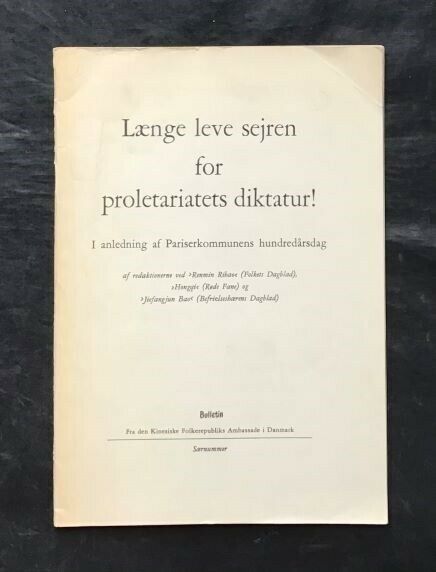 Længe leve sejren
for
proletariatets diktatur!
I anledning af Pariserkommunens hundredårsdag
af redaktionerne ved ›Renmin Ribao‹ (Folkets Dagblad),
›Hongqi‹ (Røde Fane) og
›Jiefangjun Bao‹ (Befrielseshærens Dagblad)
Bulletin
Fra den Kinesiske Folkerepubliks Ambassade i Danmark
Særnummer